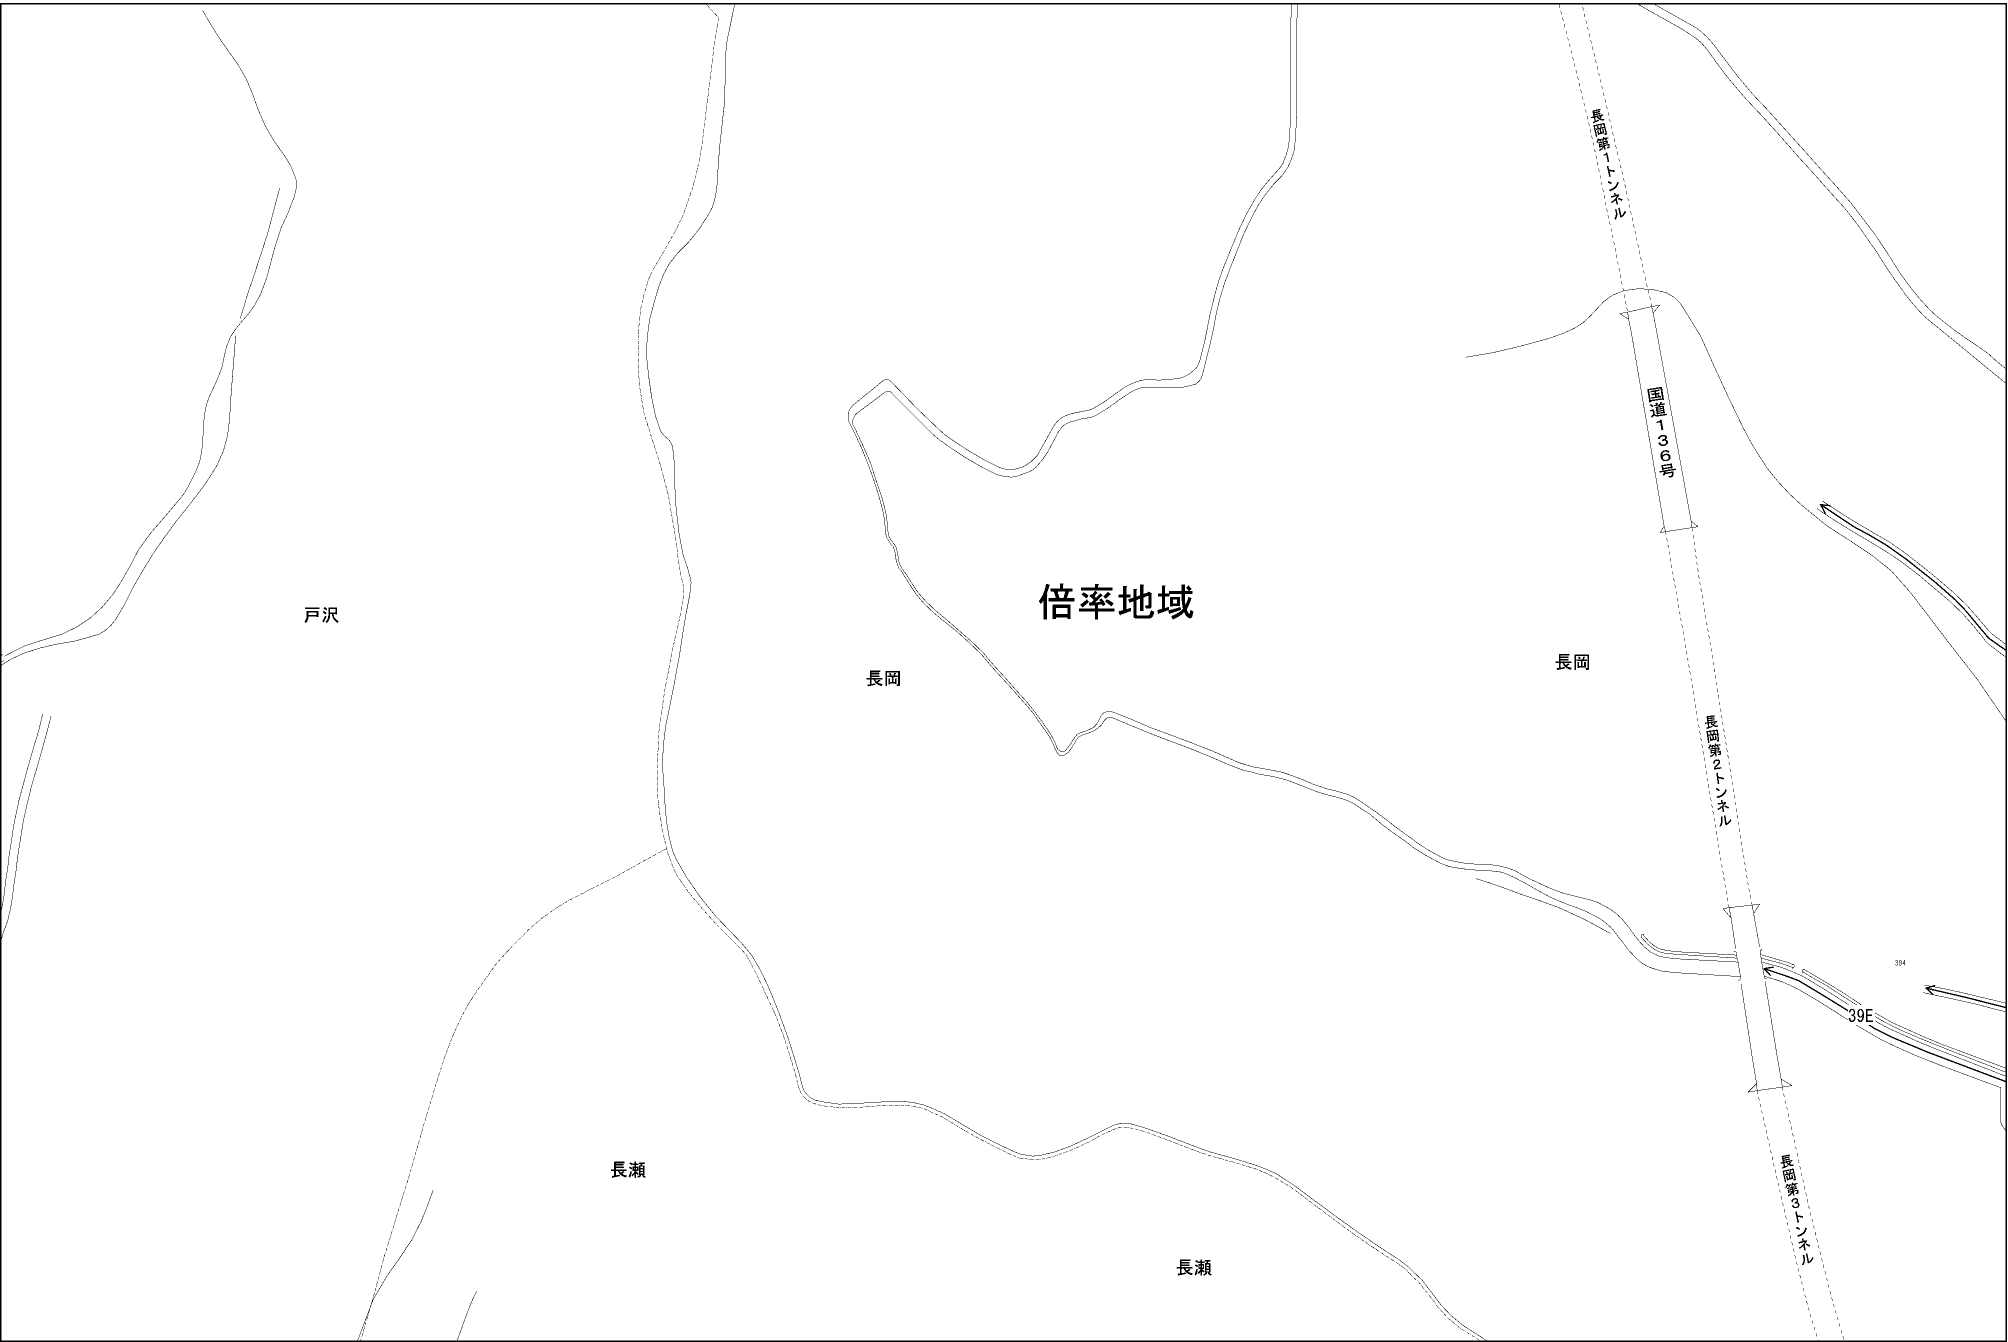 長岡第1トンネル
国道136号
倍率地域
戸沢
長岡
長岡
長岡第2トンネル
394
39E
長瀬
長岡第3トンネル
長瀬